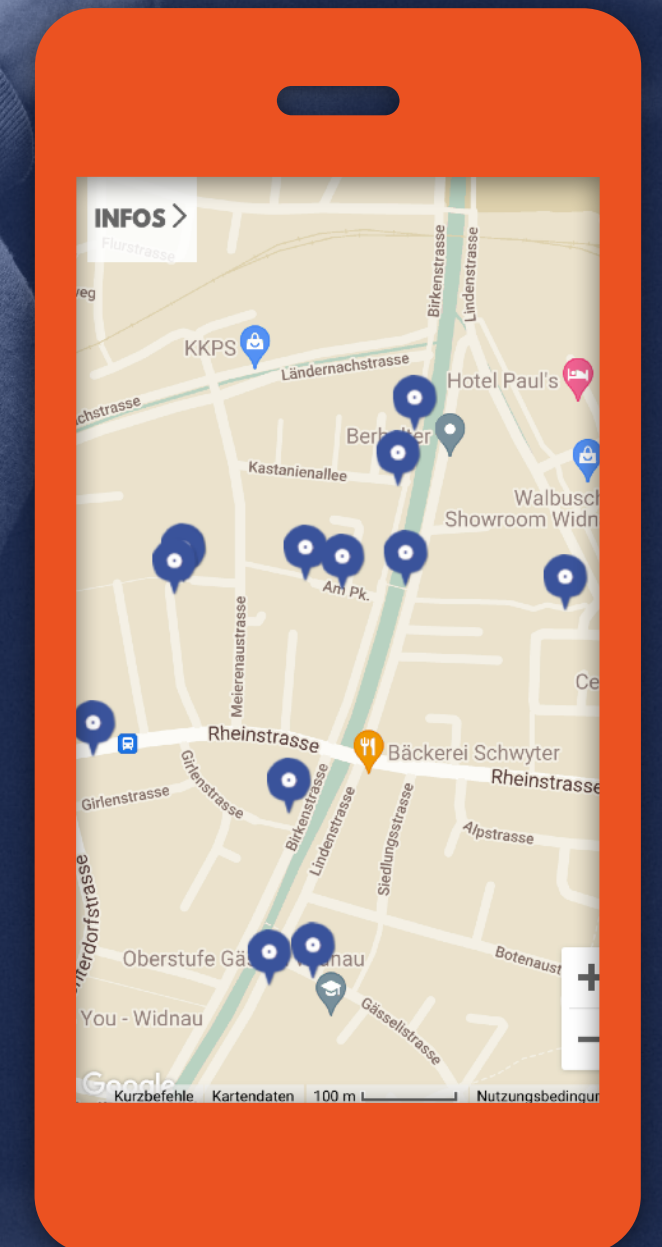 INFOS
Flurstrasse
Birkenstrasse
Lindenstrasse
KKPS
Ländernachstrasse
Hotel Paul's
Kastanienallee
Walbusch
Showroom Widn
Am Pk.
Meierenaustrasse
Ce
Rheinstrasse
Bäckerei Schwyter
Rheinstrasse
Girlenstrasse
Girlenstrasse
Birkenstrasse
Lindenstrasse
Siedlungsstrasse
Alpstrasse
Oberstufe Gäs
nau
Botenaust
You - Widnau
Gässelistrasse
Google
Kurzbefehle Kartendaten 100 m Nutzungsbedingun